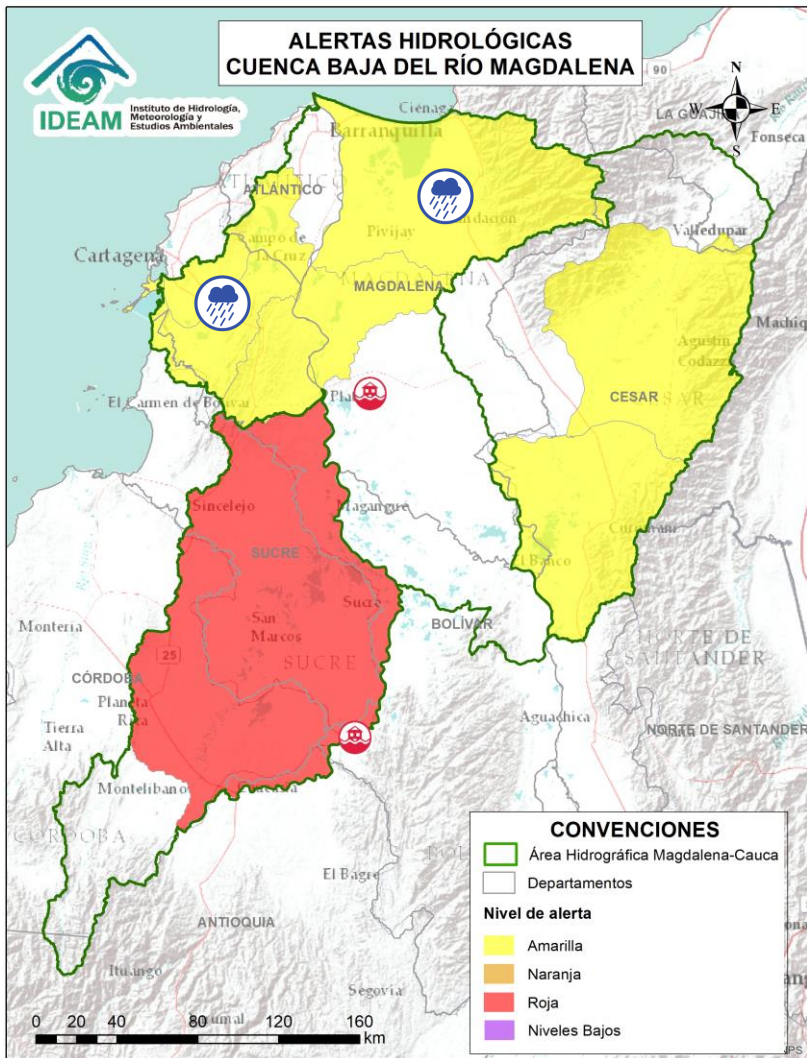 ALERTAS HIDROLÓGICAS
CUENCA BAJA DEL RÍO MAGDALENA
IDEAM
Instituto de Hidrología,
Meteorología y
Estudios Ambientales
N
W
E
S
90
Ciénaga
LA GUAJIRA
Fonseca
Barranquilla
ATLÁNTICO
Valledupar
Pivijay
Cartagena
Campo de
la Cruz
MAGDALENA
MAGDALENA
Agustín
Codazzi
CESAR
El Carmen de Bolívar
Sincelejo
Magangué
SUCRE
El Banco
Sucre
San
Marcos
BOLÍVAR
SUCRE
Montería
25
NORTE DE
SANTANDER
CÓRDOBA
Planeta
Rica
Tierra
Alta
Aguachica
NORTE DE SANTANDER
Montelíbano
CÓRDOBA
El Bagre
ANTIOQUIA
Ituango
Segovia
CONVENCIONES
Área Hidrográfica Magdalena-Cauca
Departamentos
Nivel de alerta
Amarilla
Naranja
Roja
Niveles Bajos
0 20 40 80 120 160
km